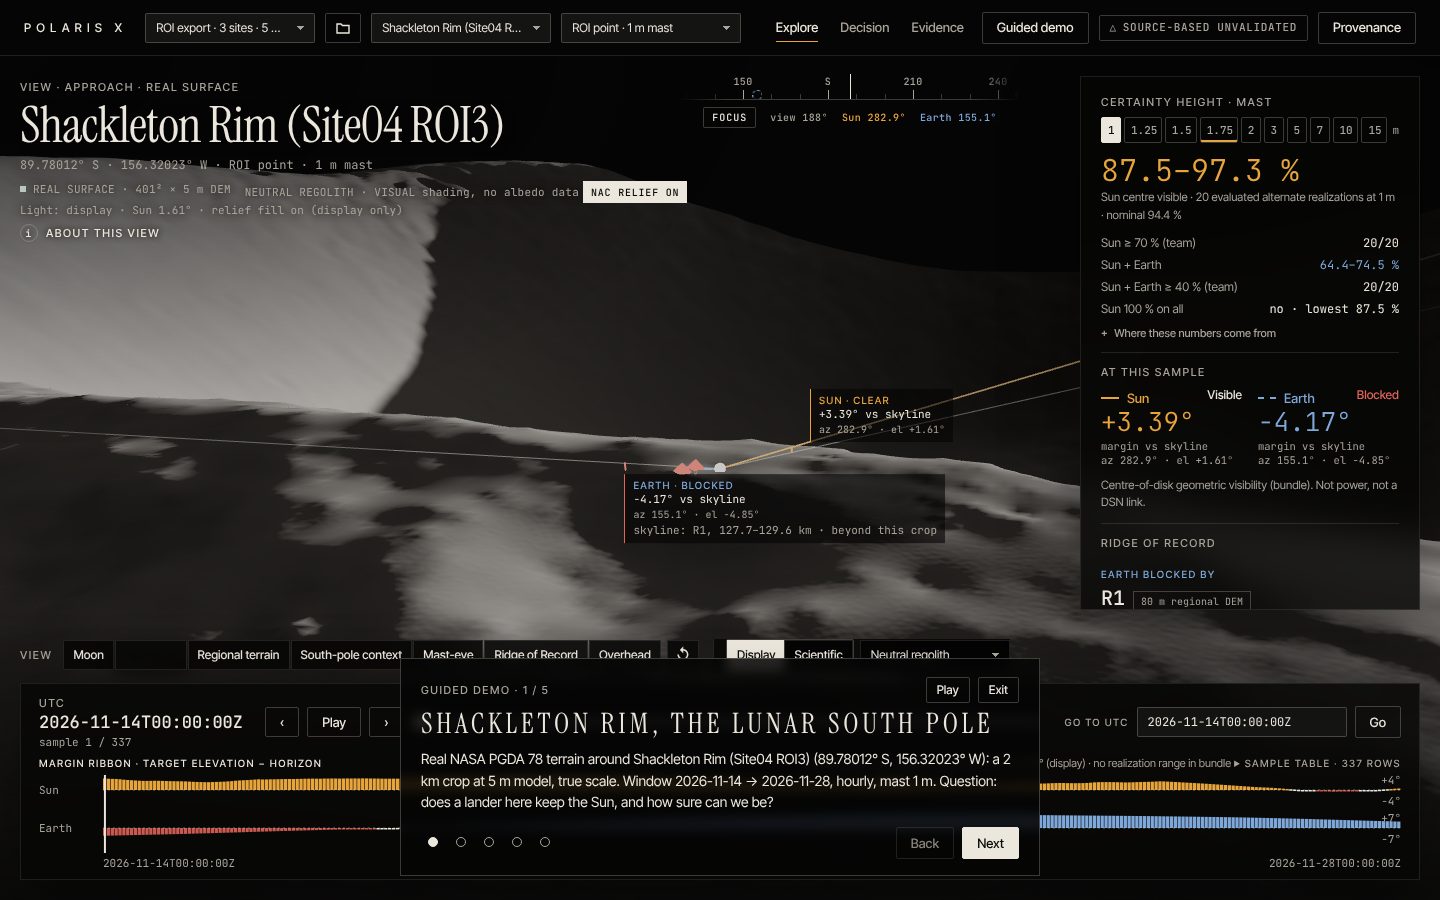 POLARIS X
ROI export · 3 sites · 5 ...
Shackleton Rim (Site04 R...
ROI point · 1 m mast
Explore
Decision
Evidence
Guided demo
△ SOURCE-BASED UNVALIDATED
Provenance
VIEW · APPROACH · REAL SURFACE
Shackleton Rim (Site04 ROI3)
89.78012° S · 156.32023° W · ROI point · 1 m mast
REAL SURFACE · 401² × 5 m DEM
NEUTRAL REGOLITH · VISUAL shading, no albedo data
NAC RELIEF ON
Light: display · Sun 1.61° · relief fill on (display only)
i ABOUT THIS VIEW
150 S 210 240
FOCUS view 188° Sun 282.9° Earth 155.1°
CERTAINTY HEIGHT · MAST
1 1.25 1.5 1.75 2 3 5 7 10 15 m
87.5–97.3 %
Sun centre visible · 20 evaluated alternate realizations at 1 m
· nominal 94.4 %
Sun ≥ 70 % (team) 20/20
Sun + Earth 64.4–74.5 %
Sun + Earth ≥ 40 % (team) 20/20
Sun 100 % on all no · lowest 87.5 %
+ Where these numbers come from
AT THIS SAMPLE
Sun Visible
+3.39°
margin vs skyline
az 282.9° · el +1.61°
Earth Blocked
-4.17°
margin vs skyline
az 155.1° · el -4.85°
Centre-of-disk geometric visibility (bundle). Not power, not a
DSN link.
RIDGE OF RECORD
EARTH BLOCKED BY
R1 80 m regional DEM
SUN · CLEAR
+3.39° vs skyline
az 282.9° · el +1.61°
EARTH · BLOCKED
-4.17° vs skyline
az 155.1° · el -4.85°
skyline: R1, 127.7–129.6 km · beyond this crop
VIEW
Moon
Regional terrain
South-pole context
Mast-eye
Ridge of Record
Overhead
Display
Scientific
Neutral regolith
UTC
2026-11-14T00:00:00Z
sample 1 / 337
‹
Play
›
GO TO UTC
2026-11-14T00:00:00Z
Go
MARGIN RIBBON · TARGET ELEVATION − HORIZON
° (display) · no realization range in bundle
▸ SAMPLE TABLE · 337 ROWS
Sun
+4°
-4°
Earth
+7°
-7°
2026-11-14T00:00:00Z
2026-11-28T00:00:00Z
GUIDED DEMO · 1 / 5
Play
Exit
SHACKLETON RIM, THE LUNAR SOUTH POLE
Real NASA PGDA 78 terrain around Shackleton Rim (Site04 ROI3) (89.78012° S, 156.32023° W): a 2
km crop at 5 m model, true scale. Window 2026-11-14 → 2026-11-28, hourly, mast 1 m. Question:
does a lander here keep the Sun, and how sure can we be?
Back
Next